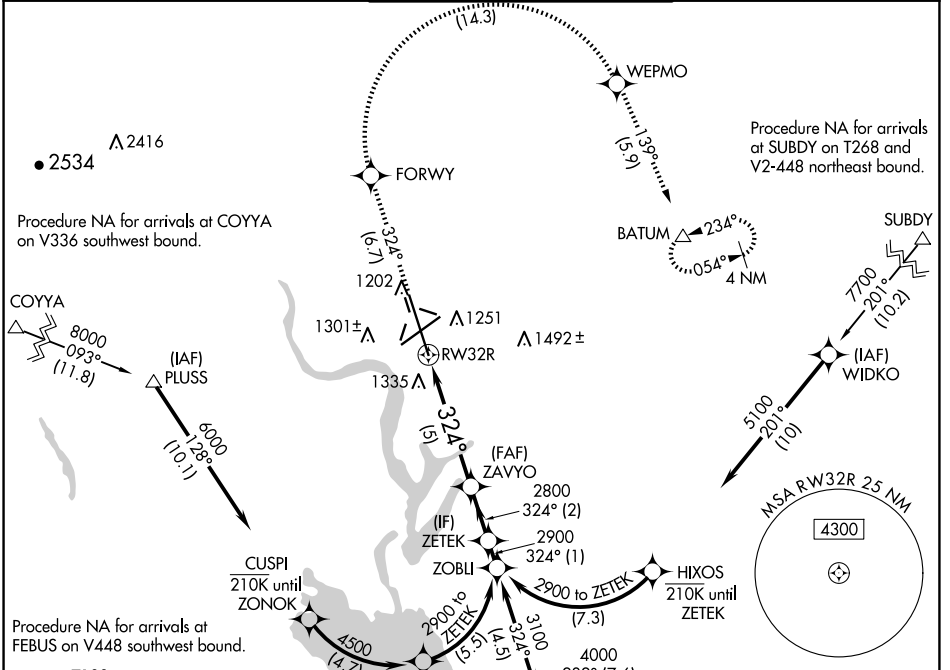 (14.3)
WEPMO
2416
2534
139°
(5.9)
Procedure NA for arrivals
at SUBDY on T268 and
V2-448 northeast bound.
FORWY
Procedure NA for arrivals at COYYA
on V336 southwest bound.
324°
(6.7)
BATUM
234°
054°
4 NM
SUBDY
7700
201°
(10.2)
COYYA
8000
093°
(11.8)
1202
1301±
1251
1492±
RW32R
1335
(IAF)
PLUSS
(IAF)
WIDKO
6000
128°
(10.1)
324°
(5)
5100
201°
(10)
(FAF)
ZAVYO
2800
324° (2)
(IF)
ZETEK
2900
324° (1)
ZOBLI
MSA RW32R 25 NM
4300
CUSPI
210K until
ZONOK
2900 to ZETEK
(7.3)
HIXOS
210K until
ZETEK
2900 to
ZETEK
(5.5)
4500
(4.7)
3100
324°
(4.5)
4000
Procedure NA for arrivals at
FEBUS on V448 southwest bound.